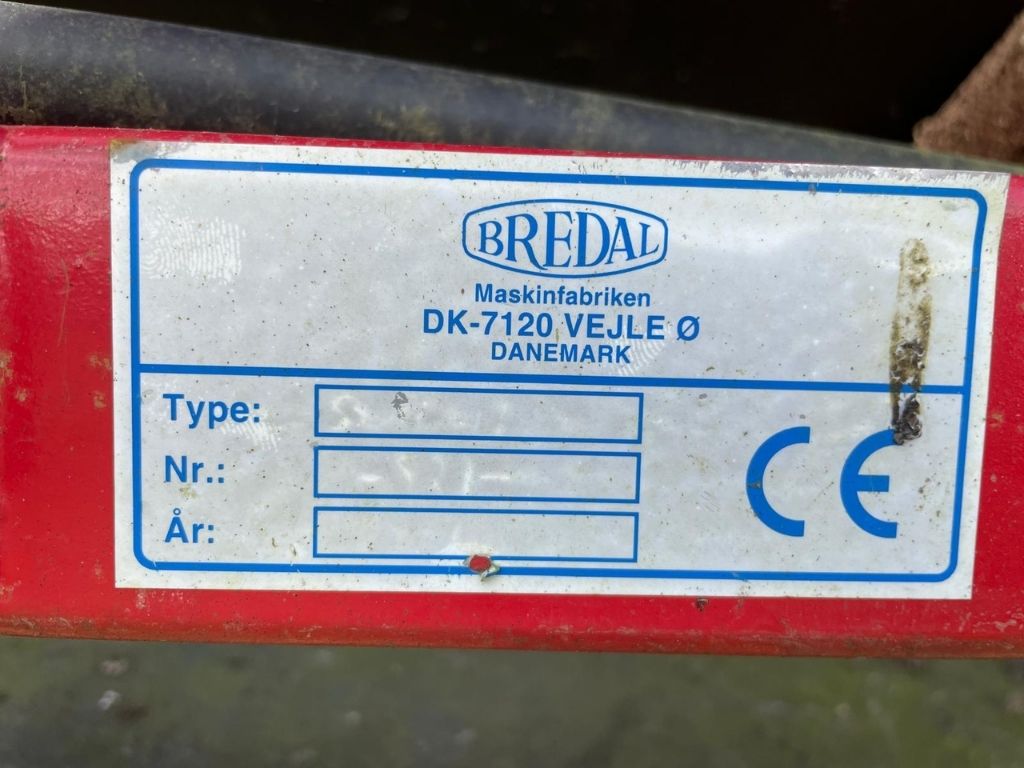 BREDAL
Maskinfabriken
DK-7120 VEJLE Ø
DANEMARK
Type:
Nr.:
År:
CE